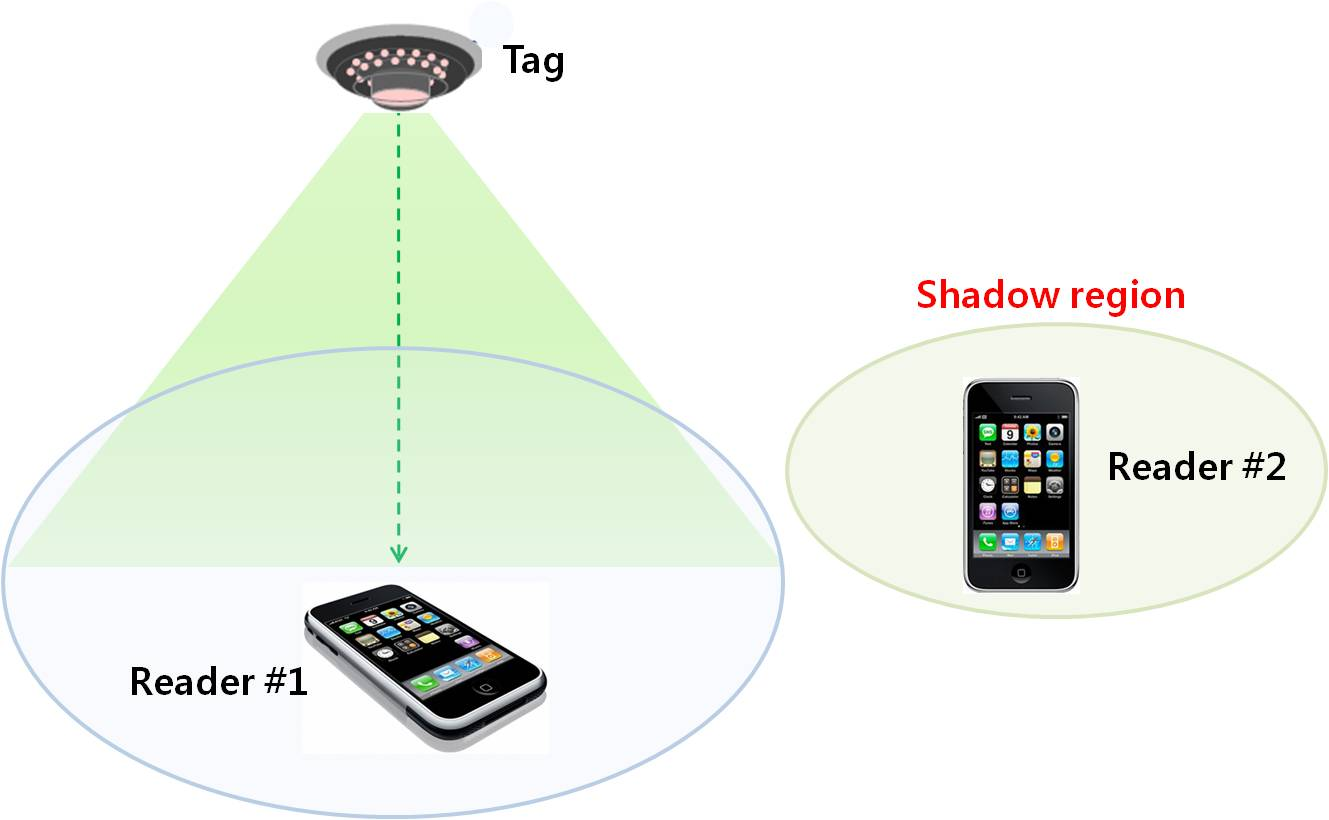 Tag
Shadow region
Reader #2
Reader #1